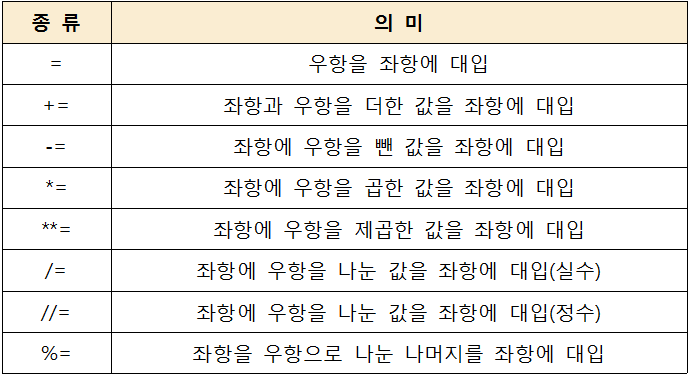 종 류 의 미
= 우항을 좌항에 대입
+= 좌항과 우항을 더한 값을 좌항에 대입
-= 좌항에 우항을 뺀 값을 좌항에 대입
*= 좌항에 우항을 곱한 값을 좌항에 대입
**= 좌항에 우항을 제곱한 값을 좌항에 대입
/= 좌항에 우항을 나눈 값을 좌항에 대입(실수)
//= 좌항에 우항을 나눈 값을 좌항에 대입(정수)
%= 좌항을 우항으로 나눈 나머지를 좌항에 대입